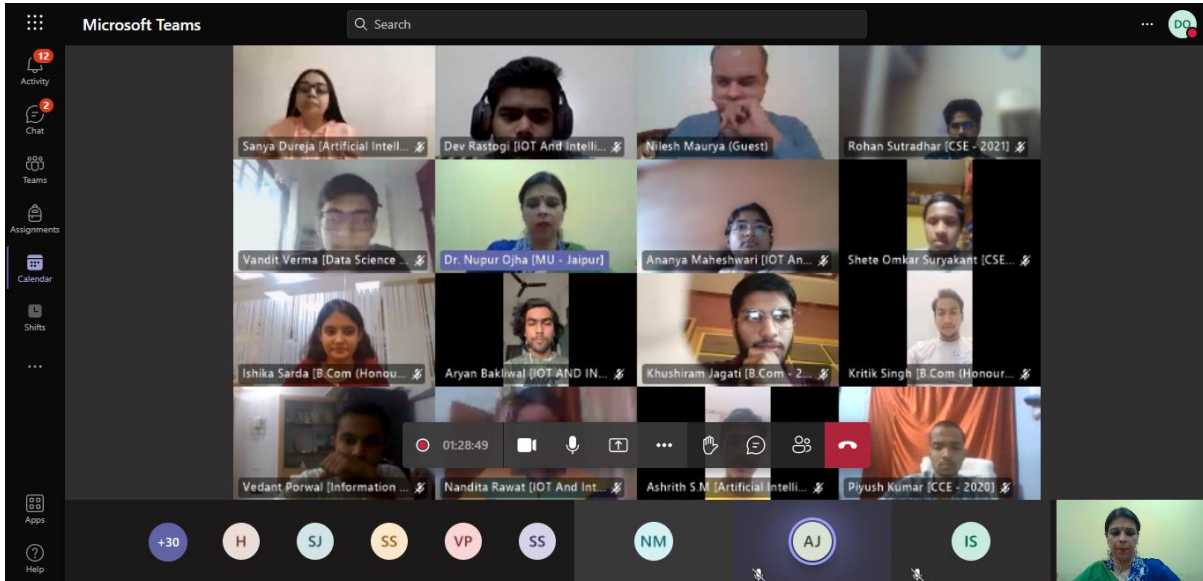 Microsoft Teams
Search
DO
12
Activity
2
Chat
Teams
Assignments
Calendar
Shifts
Apps
Help
Sanya Dureja [Artificial Intell...
Dev Rastogi [IOT And Intelli...
Nilesh Maurya (Guest)
Rohan Sutradhar [CSE - 2021]
Vandit Verma [Data Science ...
Dr. Nupur Ojha [MU - Jaipur]
Ananya Maheshwari [IOT An...
Shete Omkar Suryakant [CSE...
Ishika Sarda [B.Com (Honou...
Aryan Bakliwal [IOT AND IN...
Khushiram Jagati [B.Com - 2...
Kritik Singh [B.Com (Honour...
01:28:49
Vedant Porwal [Information ...
Nandita Rawat [IOT And Int...
Ashrith S.M [Artificial Intelli...
Piyush Kumar [CCE - 2020]
+30
H
SJ
SS
VP
SS
NM
AJ
IS